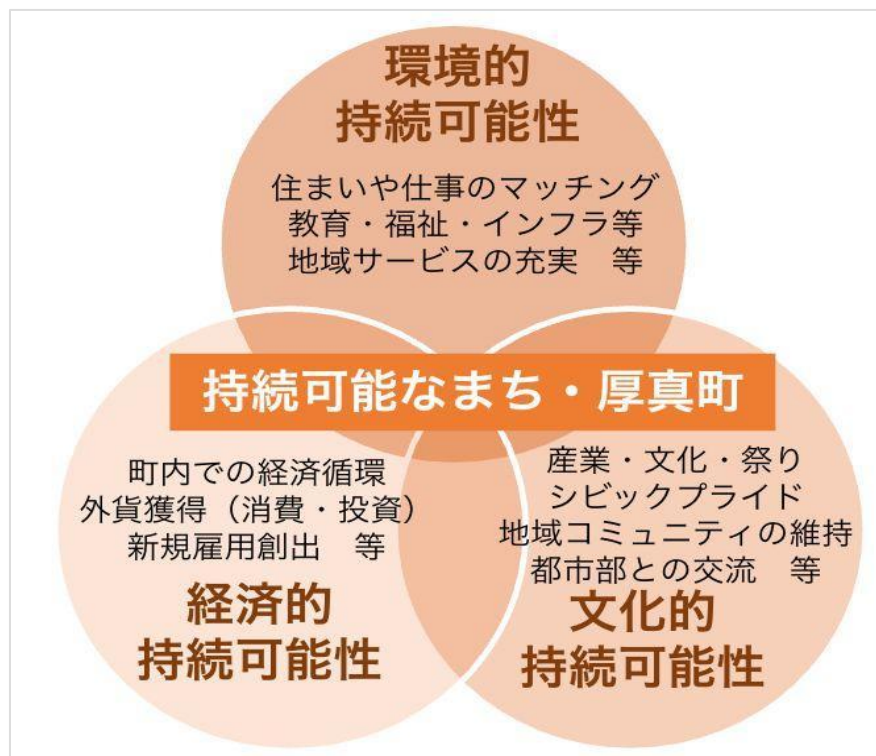 環境的
持続可能性
住まいや仕事のマッチング
教育・福祉・インフラ等
地域サービスの充実　等
持続可能なまち・厚真町
町内での経済循環
外貨獲得（消費・投資）
新規雇用創出　等
経済的
持続可能性
産業・文化・祭り
シビックプライド
地域コミュニティの維持
都市部との交流　等
文化的
持続可能性